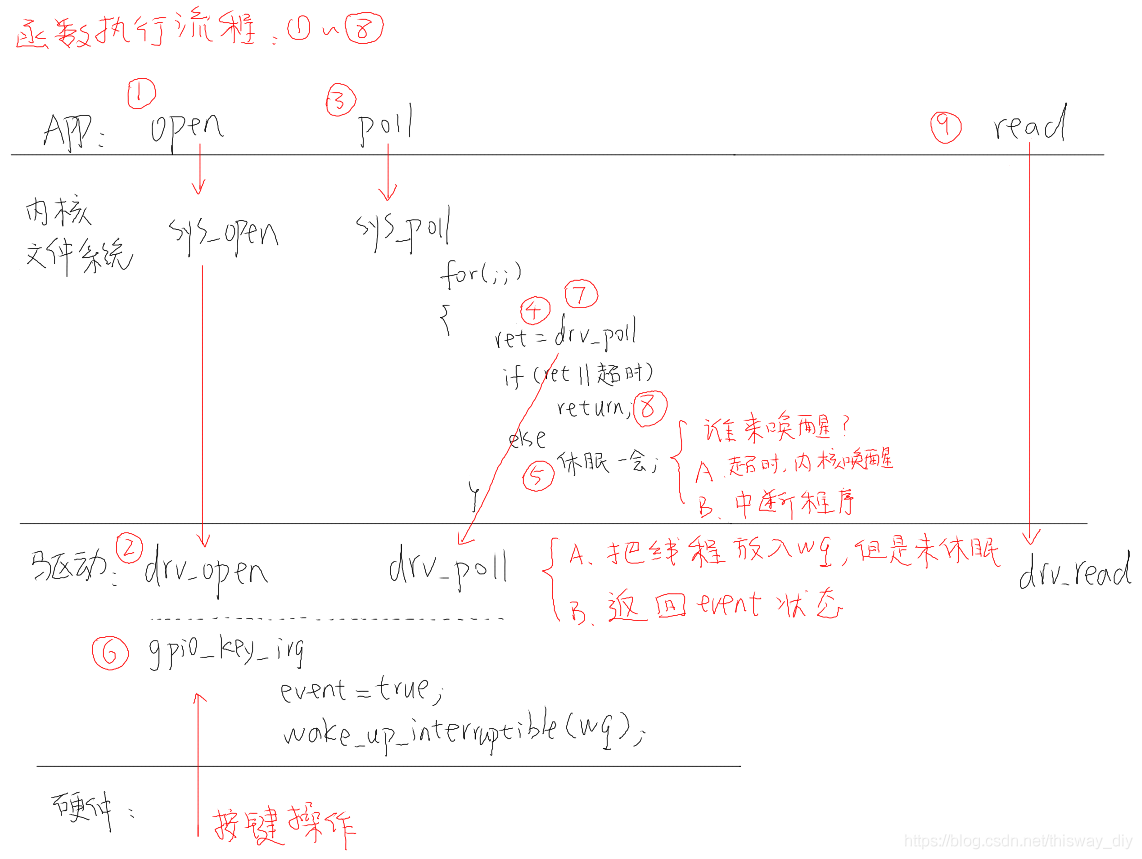 函数执行流程：①~⑧
① ③
APP： open poll ⑨ read
内核 sys_open sys_poll
文件系统
for(;;)
{ ④ ⑦
ret = drv_poll
if (ret || 超时)
return; ⑧
else
⑤ 休眠一会;
谁来唤醒?
A. 超时,内核唤醒
B. 中断程序
y
驱动： ② drv_open drv_poll drv_read
A. 把线程放入wq,但是未休眠
B. 返回event状态
⑥ gpio_key_irq
event = true;
wake_up_interruptible(wq);
硬件：
按键操作
https://blog.csdn.net/thisway_diy